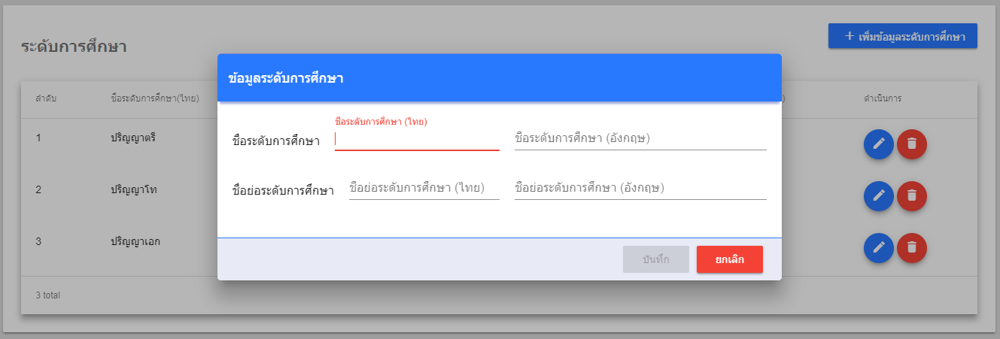 ระดับการศึกษา
+ เพิ่มข้อมูลระดับการศึกษา
ข้อมูลระดับการศึกษา
ลำดับ ชื่อระดับการศึกษา(ไทย) ) ดำเนินการ
ชื่อระดับการศึกษา (ไทย)
ชื่อระดับการศึกษา ชื่อระดับการศึกษา (อังกฤษ)
1 ปริญญาตรี
ชื่อย่อระดับการศึกษา ชื่อย่อระดับการศึกษา (ไทย) ชื่อย่อระดับการศึกษา (อังกฤษ)
2 ปริญญาโท
3 ปริญญาเอก
บันทึก ยกเลิก
3 total